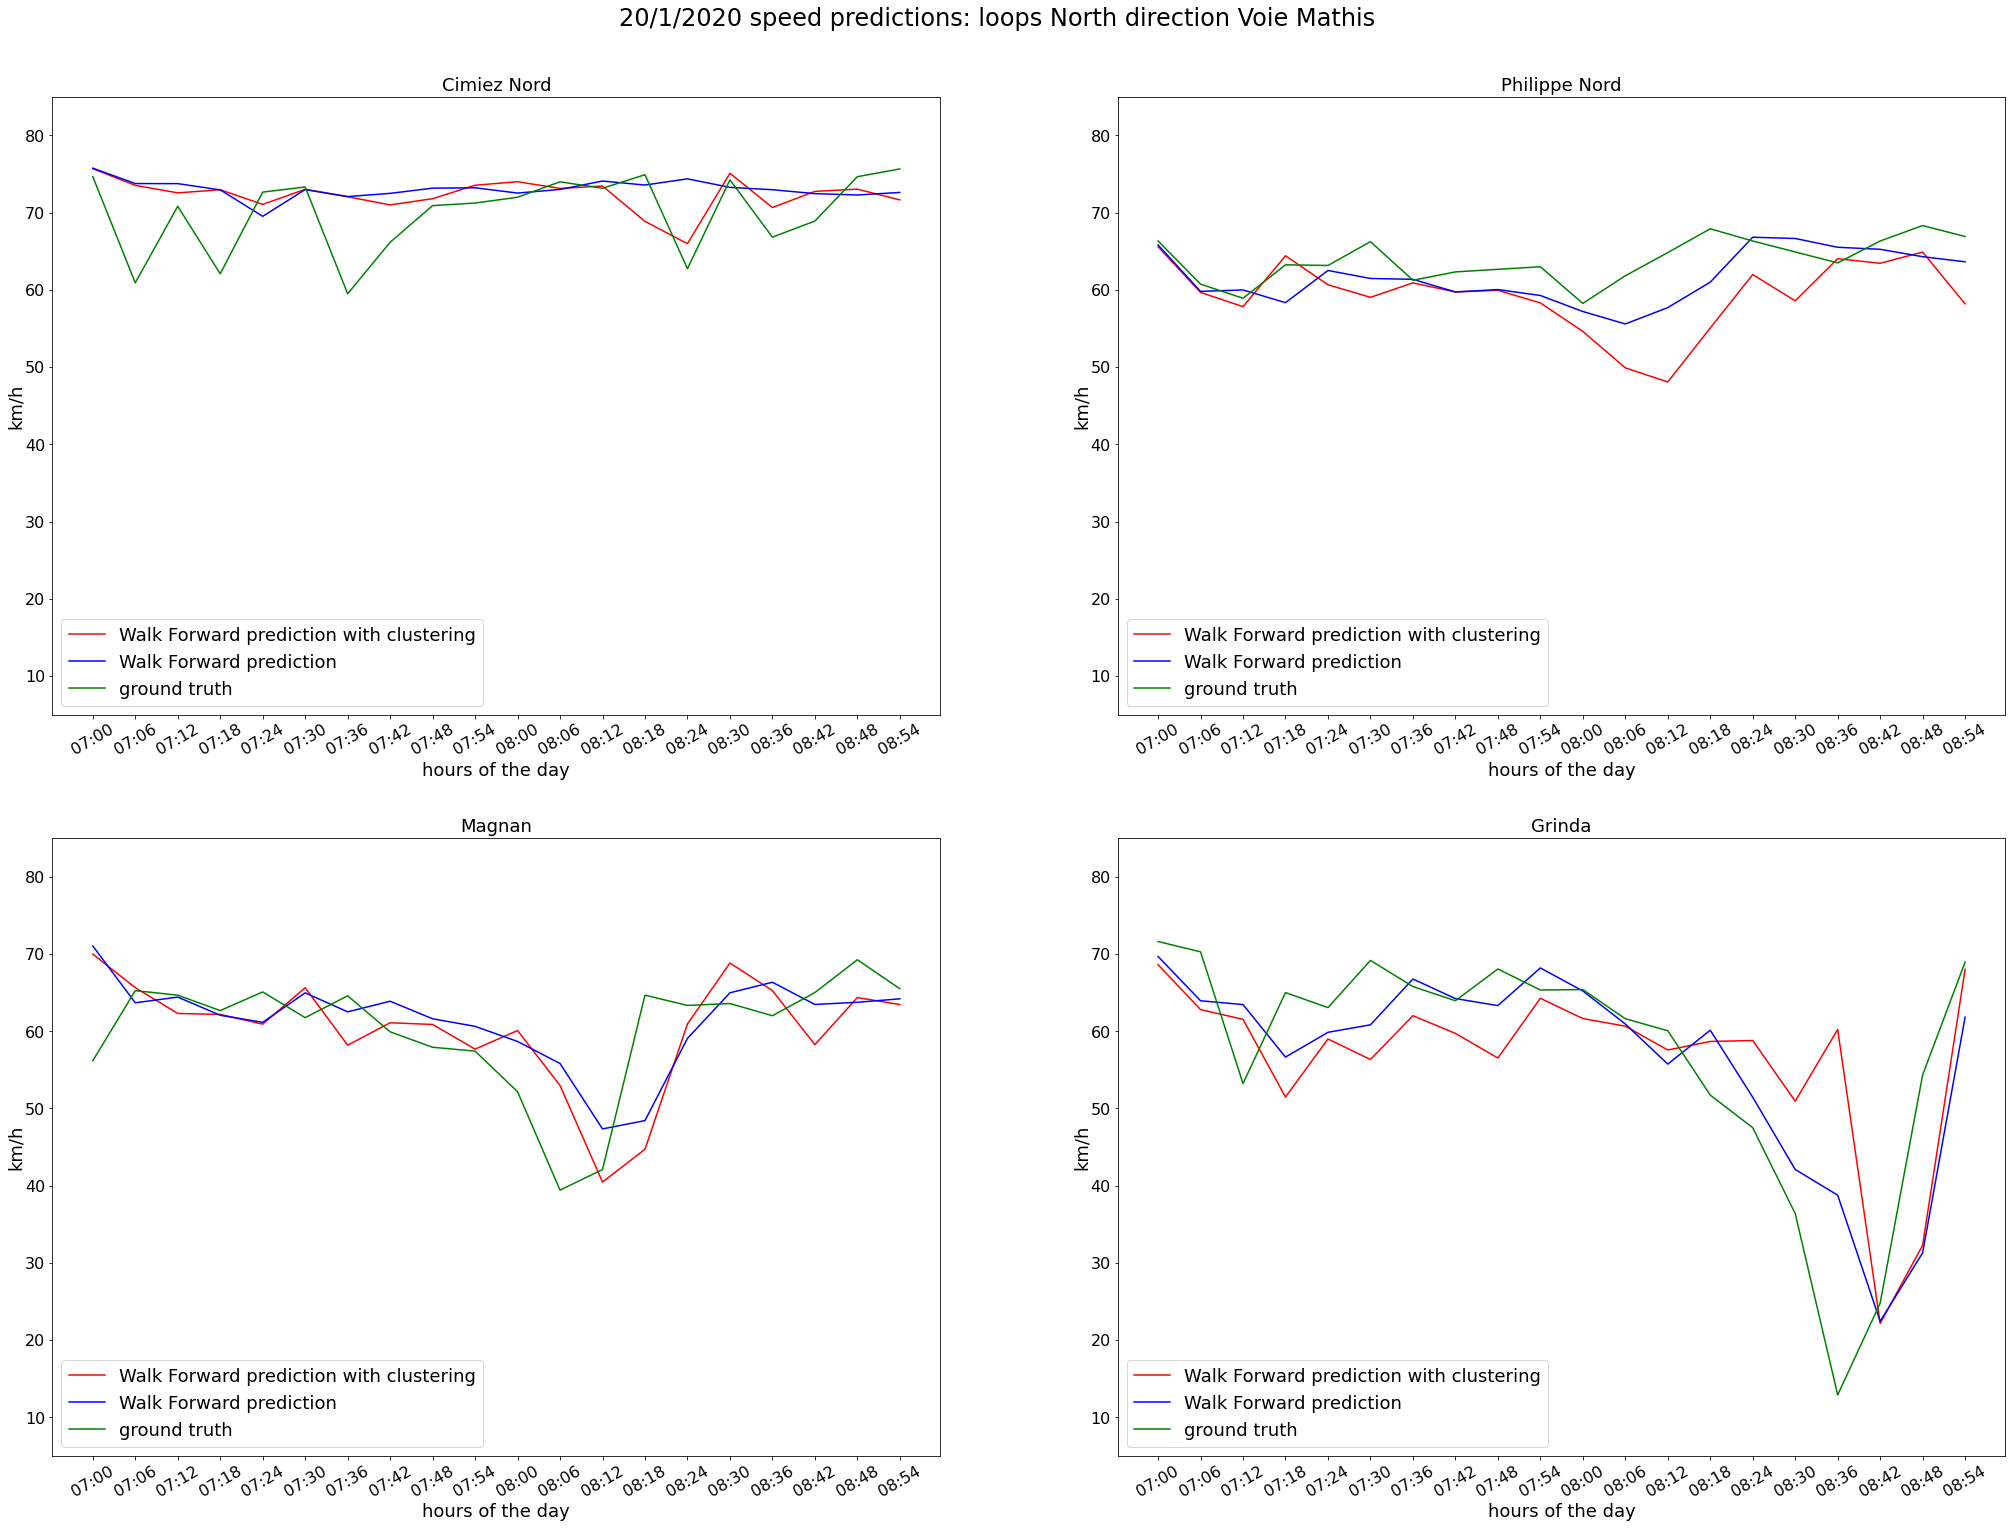 20/1/2020 speed predictions: loops North direction Voie Mathis
Cimiez Nord
km/h
80
70
60
50
40
30
20
10
Walk Forward prediction with clustering
Walk Forward prediction
ground truth
07:00 07:06 07:12 07:18 07:24 07:30 07:36 07:42 07:48 07:54 08:00 08:06 08:12 08:18 08:24 08:30 08:36 08:42 08:48 08:54
hours of the day
Philippe Nord
km/h
80
70
60
50
40
30
20
10
Walk Forward prediction with clustering
Walk Forward prediction
ground truth
07:00 07:06 07:12 07:18 07:24 07:30 07:36 07:42 07:48 07:54 08:00 08:06 08:12 08:18 08:24 08:30 08:36 08:42 08:48 08:54
hours of the day
Magnan
km/h
80
70
60
50
40
30
20
10
Walk Forward prediction with clustering
Walk Forward prediction
ground truth
07:00 07:06 07:12 07:18 07:24 07:30 07:36 07:42 07:48 07:54 08:00 08:06 08:12 08:18 08:24 08:30 08:36 08:42 08:48 08:54
hours of the day
Grinda
km/h
80
70
60
50
40
30
20
10
Walk Forward prediction with clustering
Walk Forward prediction
ground truth
07:00 07:06 07:12 07:18 07:24 07:30 07:36 07:42 07:48 07:54 08:00 08:06 08:12 08:18 08:24 08:30 08:36 08:42 08:48 08:54
hours of the day